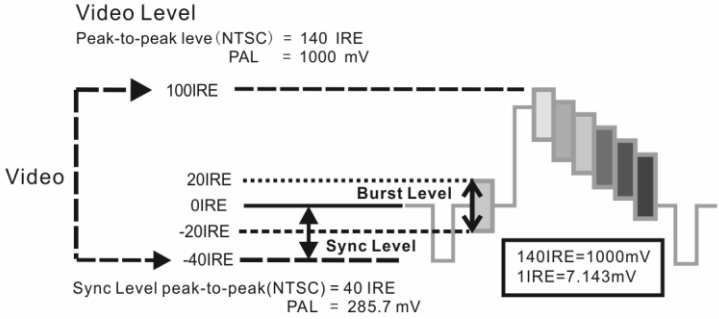 Video Level
Peak-to-peak leve(NTSC) = 140 IRE
PAL = 1000 mV
100IRE
Video
20IRE
Burst Level
0IRE
-20IRE
Sync Level
-40IRE
140IRE=1000mV
1IRE=7.143mV
Sync Level peak-to-peak(NTSC) = 40 IRE
PAL = 285.7 mV